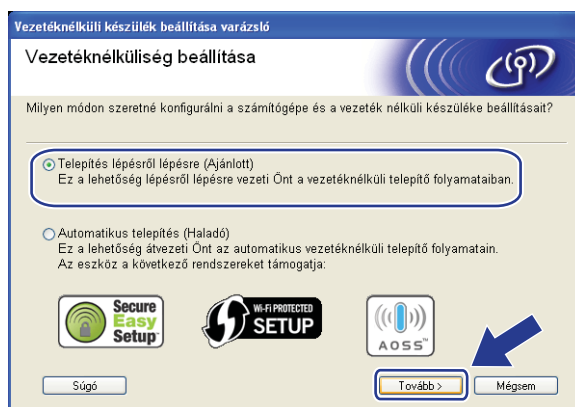 Vezetéknélküli készülék beállítása varázsló
Vezetéknélküliség beállítása
Milyen módon szeretné konfigurálni a számítógépe és a vezeték nélküli készüléke beállításait?
Telepítés lépésről lépésre (Ajánlott)
Ez a lehetőség lépésről lépésre vezeti Önt a vezetéknélküli telepítő folyamataiban.
Automatikus telepítés (Haladó)
Ez a lehetőség átvezeti Önt az automatikus vezetéknélküli telepítő folyamatain.
Az eszköz a következő rendszereket támogatja:
Secure
Easy
Setup
WI-FI PROTECTED
SETUP
AOSS™
Súgó
Tovább >
Mégsem